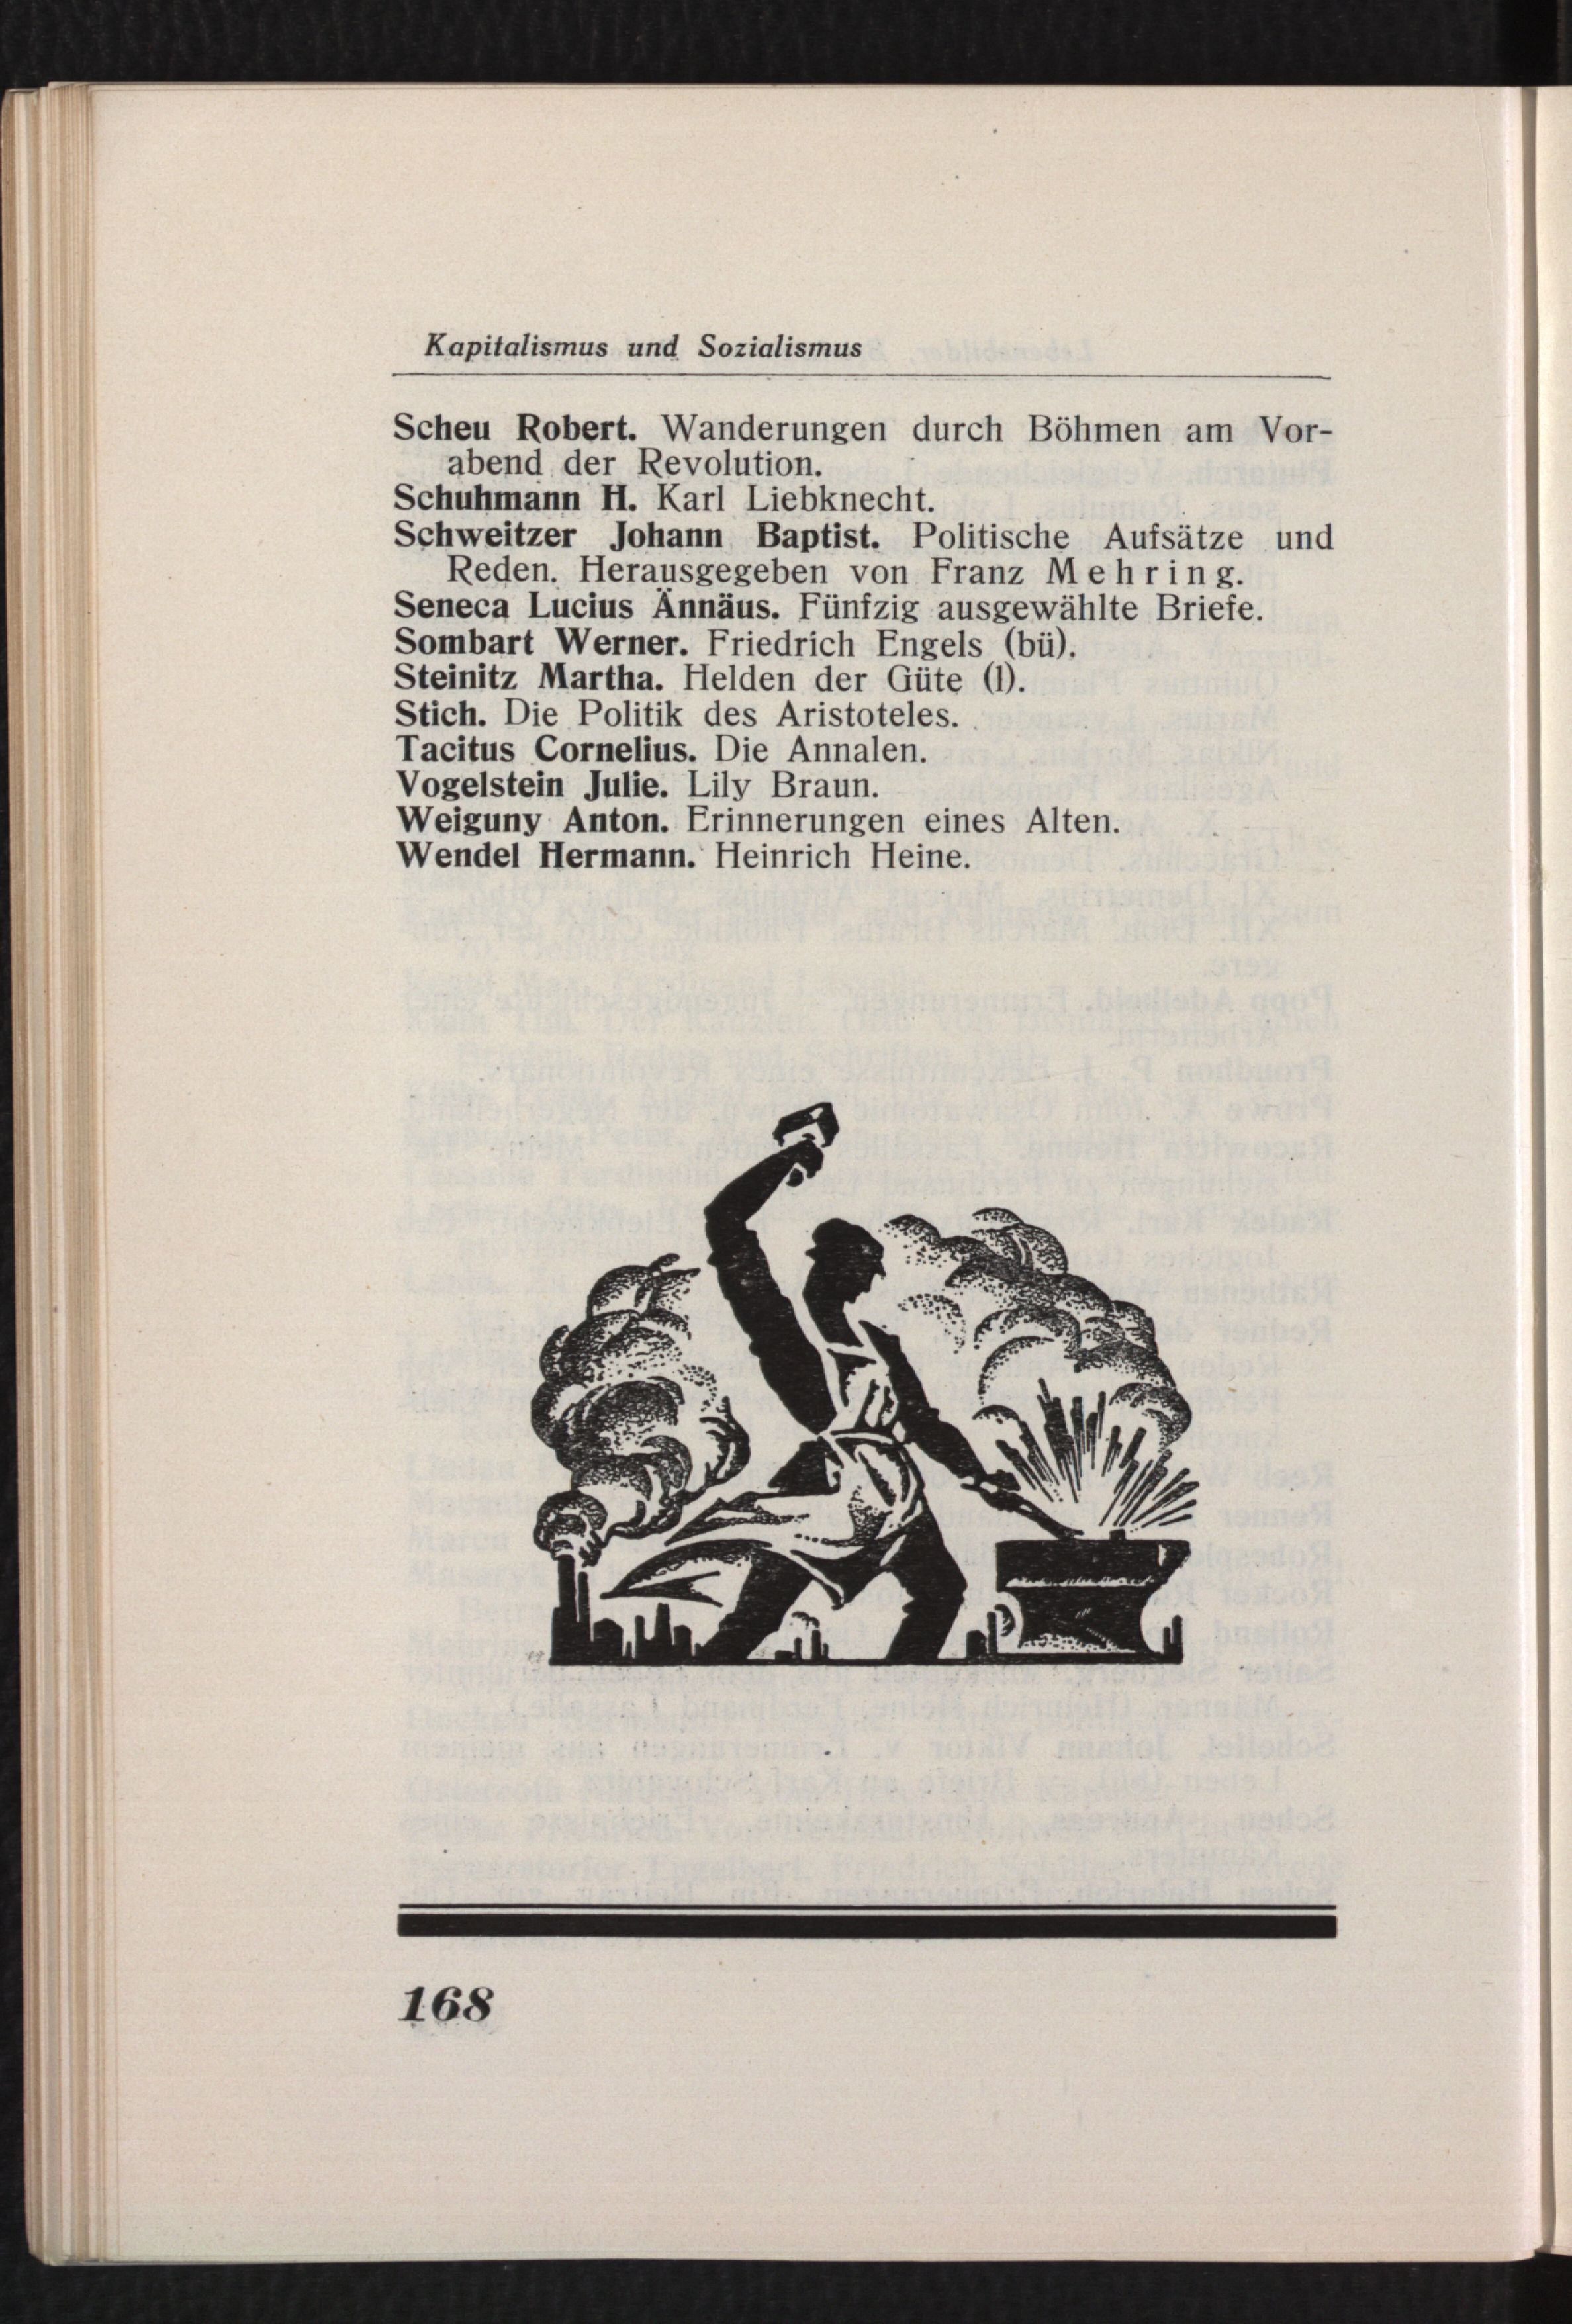 Kapitalismus und Sozialismus
Scheu Robert. Wanderungen durch Böhmen am Vor-
abend der Revolution.
Schuhmann H. Karl Liebknecht.
Schweitzer Johann Baptist. Politische Aufsätze und
Reden. Herausgegeben von Franz Mehring.
Seneca Lucius Ännäus. Fünfzig ausgewählte Briefe.
Sombart Werner. Friedrich Engels (bü).
Steinitz Martha. Helden der Güte (l).
Stich. Die Politik des Aristoteles.
Tacitus Cornelius. Die Annalen.
Vogelstein Julie. Lily Braun.
Weiguny Anton. Erinnerungen eines Alten.
Wendel Hermann. Heinrich Heine.
168